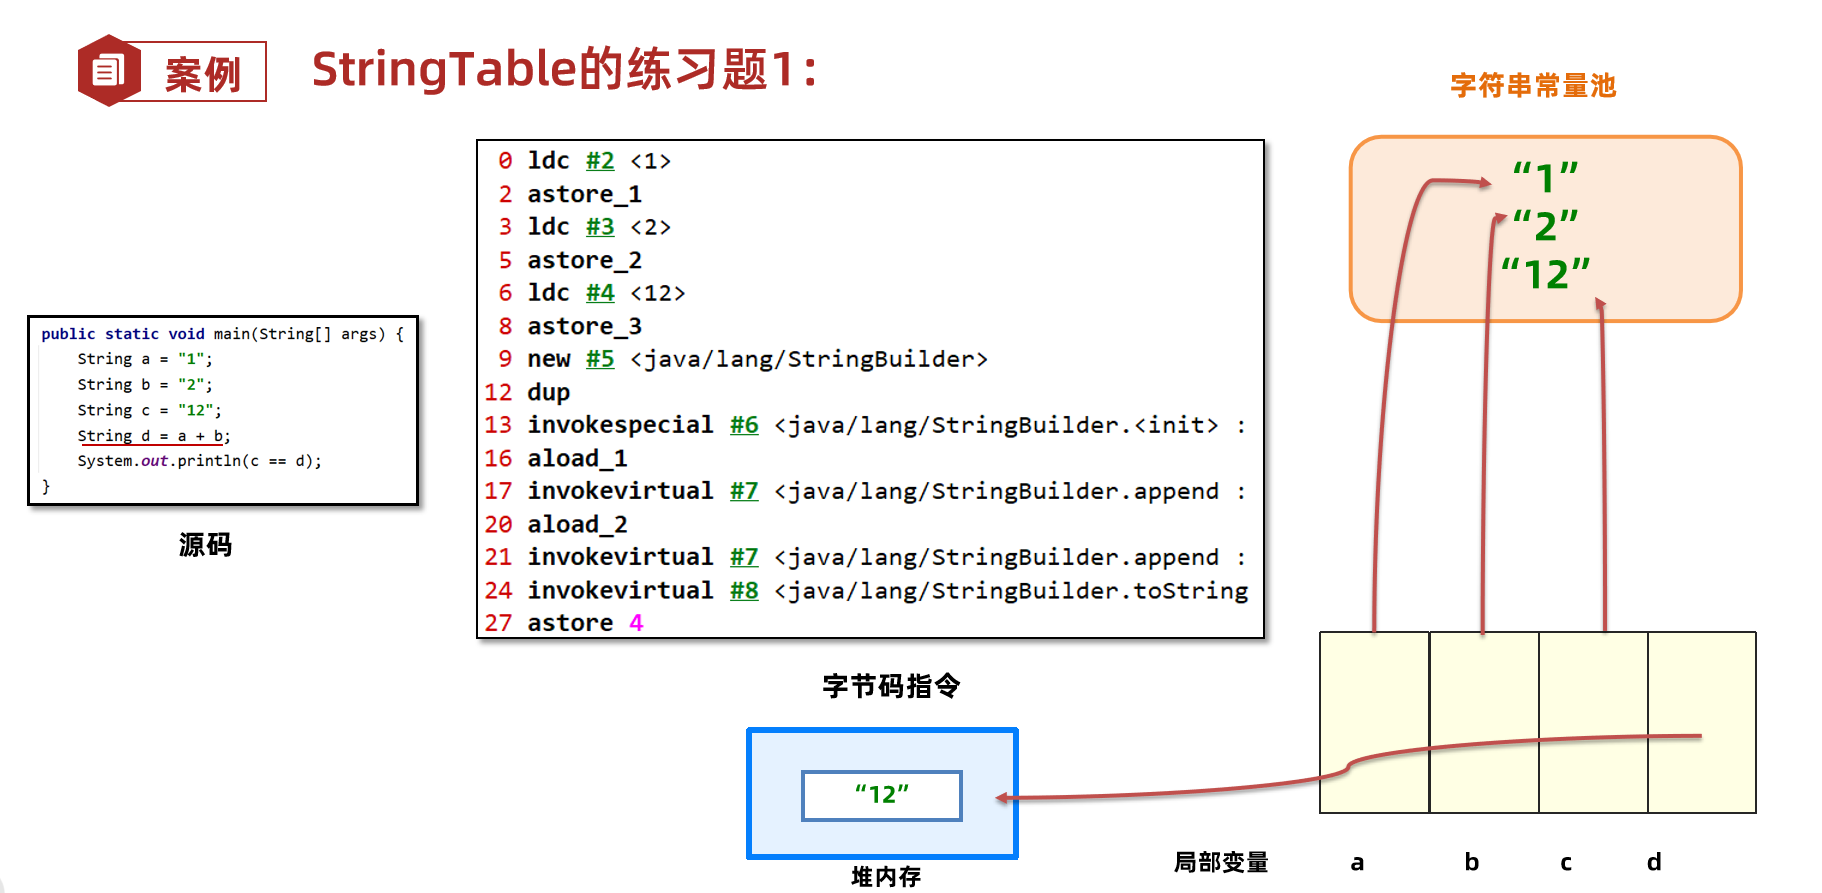 案例
StringTable的练习题1:
public static void main(String[] args) {
String a = "1";
String b = "2";
String c = "12";
String d = a + b;
System.out.println(c == d);
}
源码
0 ldc #2 <1>
2 astore_1
3 ldc #3 <2>
5 astore_2
6 ldc #4 <12>
8 astore_3
9 new #5 <java/lang/StringBuilder>
12 dup
13 invokespecial #6 <java/lang/StringBuilder.<init> :
16 aload_1
17 invokevirtual #7 <java/lang/StringBuilder.append :
20 aload_2
21 invokevirtual #7 <java/lang/StringBuilder.append :
24 invokevirtual #8 <java/lang/StringBuilder.toString
27 astore 4
字节码指令
字符串常量池
“1”
“2”
“12”
“12”
堆内存
局部变量 a b c d